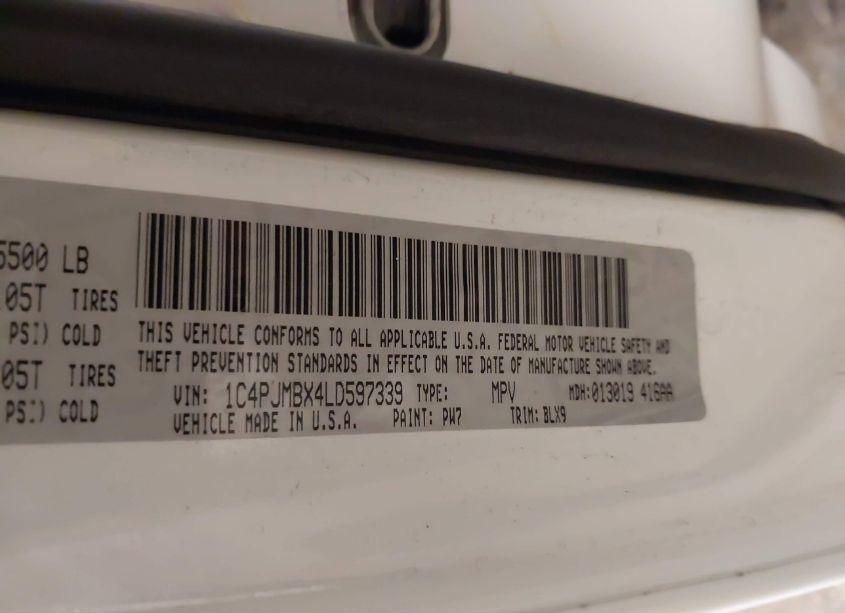 5500 LB
05T TIRES
PSI) COLD
05T TIRES
PSI) COLD
THIS VEHICLE CONFORMS TO ALL APPLICABLE U.S.A. FEDERAL MOTOR VEHICLE SAFETY AND
THEFT PREVENTION STANDARDS IN EFFECT ON THE DATE OF MANUFACTURE SHOWN ABOVE.
VIN: 1C4PJMBX4LD597339 TYPE: MPV MDH:013019 416AA
VEHICLE MADE IN U.S.A. PAINT: PW7 TRIM: BLX9